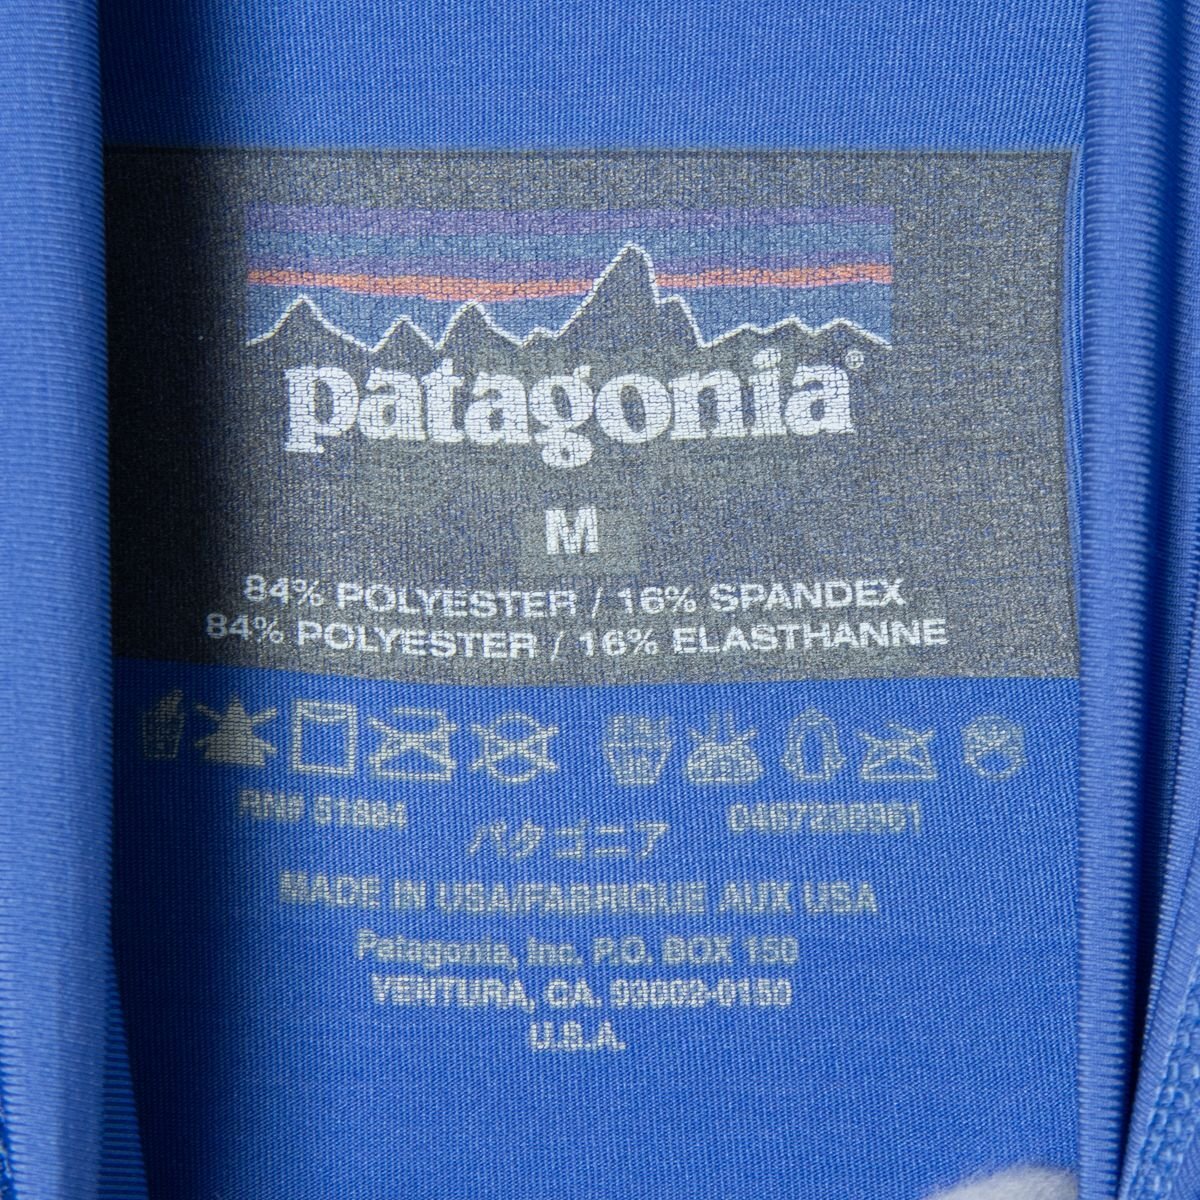 patagonia®
M
84% POLYESTER / 16% SPANDEX
84% POLYESTER / 16% ELASTHANNE
RN# 51884
パタゴニア
MADE IN USA/FABRIQUE AUX USA
Patagonia, Inc. P.O. BOX 150
VENTURA, CA. 93002-0150
U.S.A.